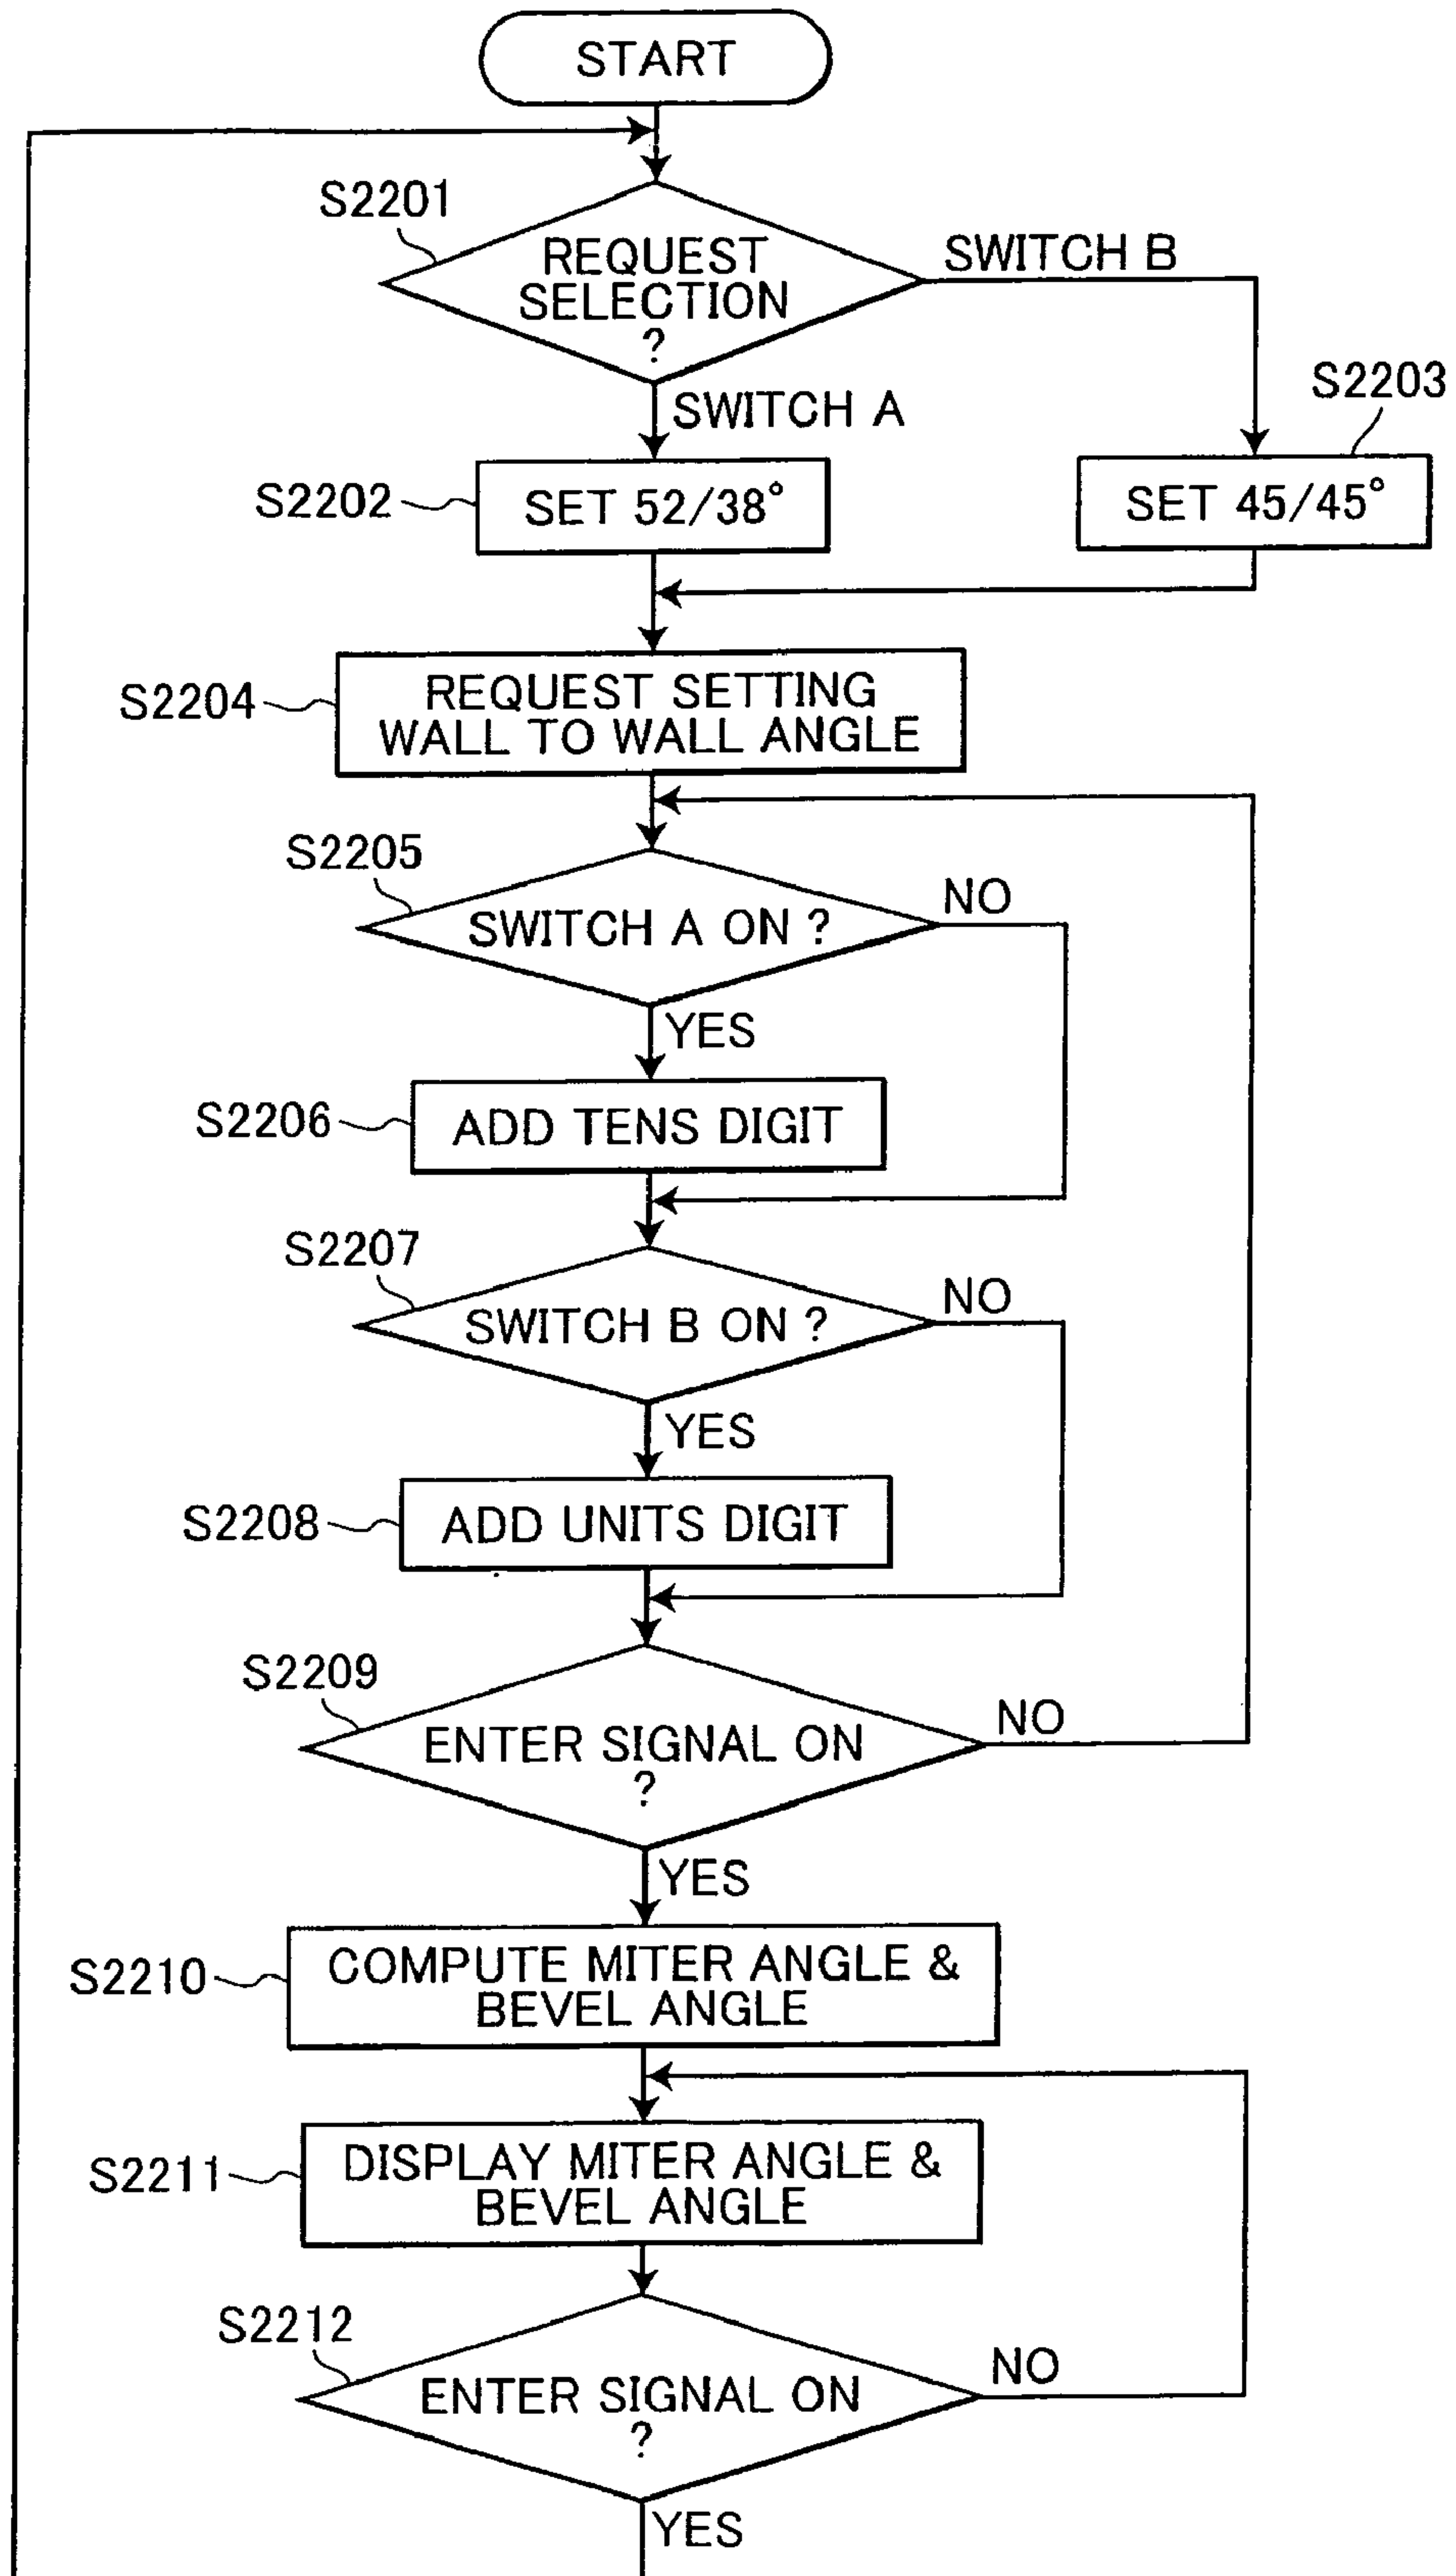 START
S2201
REQUEST
SELECTION
?
SWITCH B
SWITCH A
S2203
S2202
SET 52/38°
SET 45/45°
S2204
REQUEST SETTING
WALL TO WALL ANGLE
S2205
SWITCH A ON ?
NO
YES
S2206
ADD TENS DIGIT
S2207
SWITCH B ON ?
NO
YES
S2208
ADD UNITS DIGIT
S2209
ENTER SIGNAL ON
?
NO
YES
S2210
COMPUTE MITER ANGLE &
BEVEL ANGLE
S2211
DISPLAY MITER ANGLE &
BEVEL ANGLE
S2212
ENTER SIGNAL ON
?
NO
YES